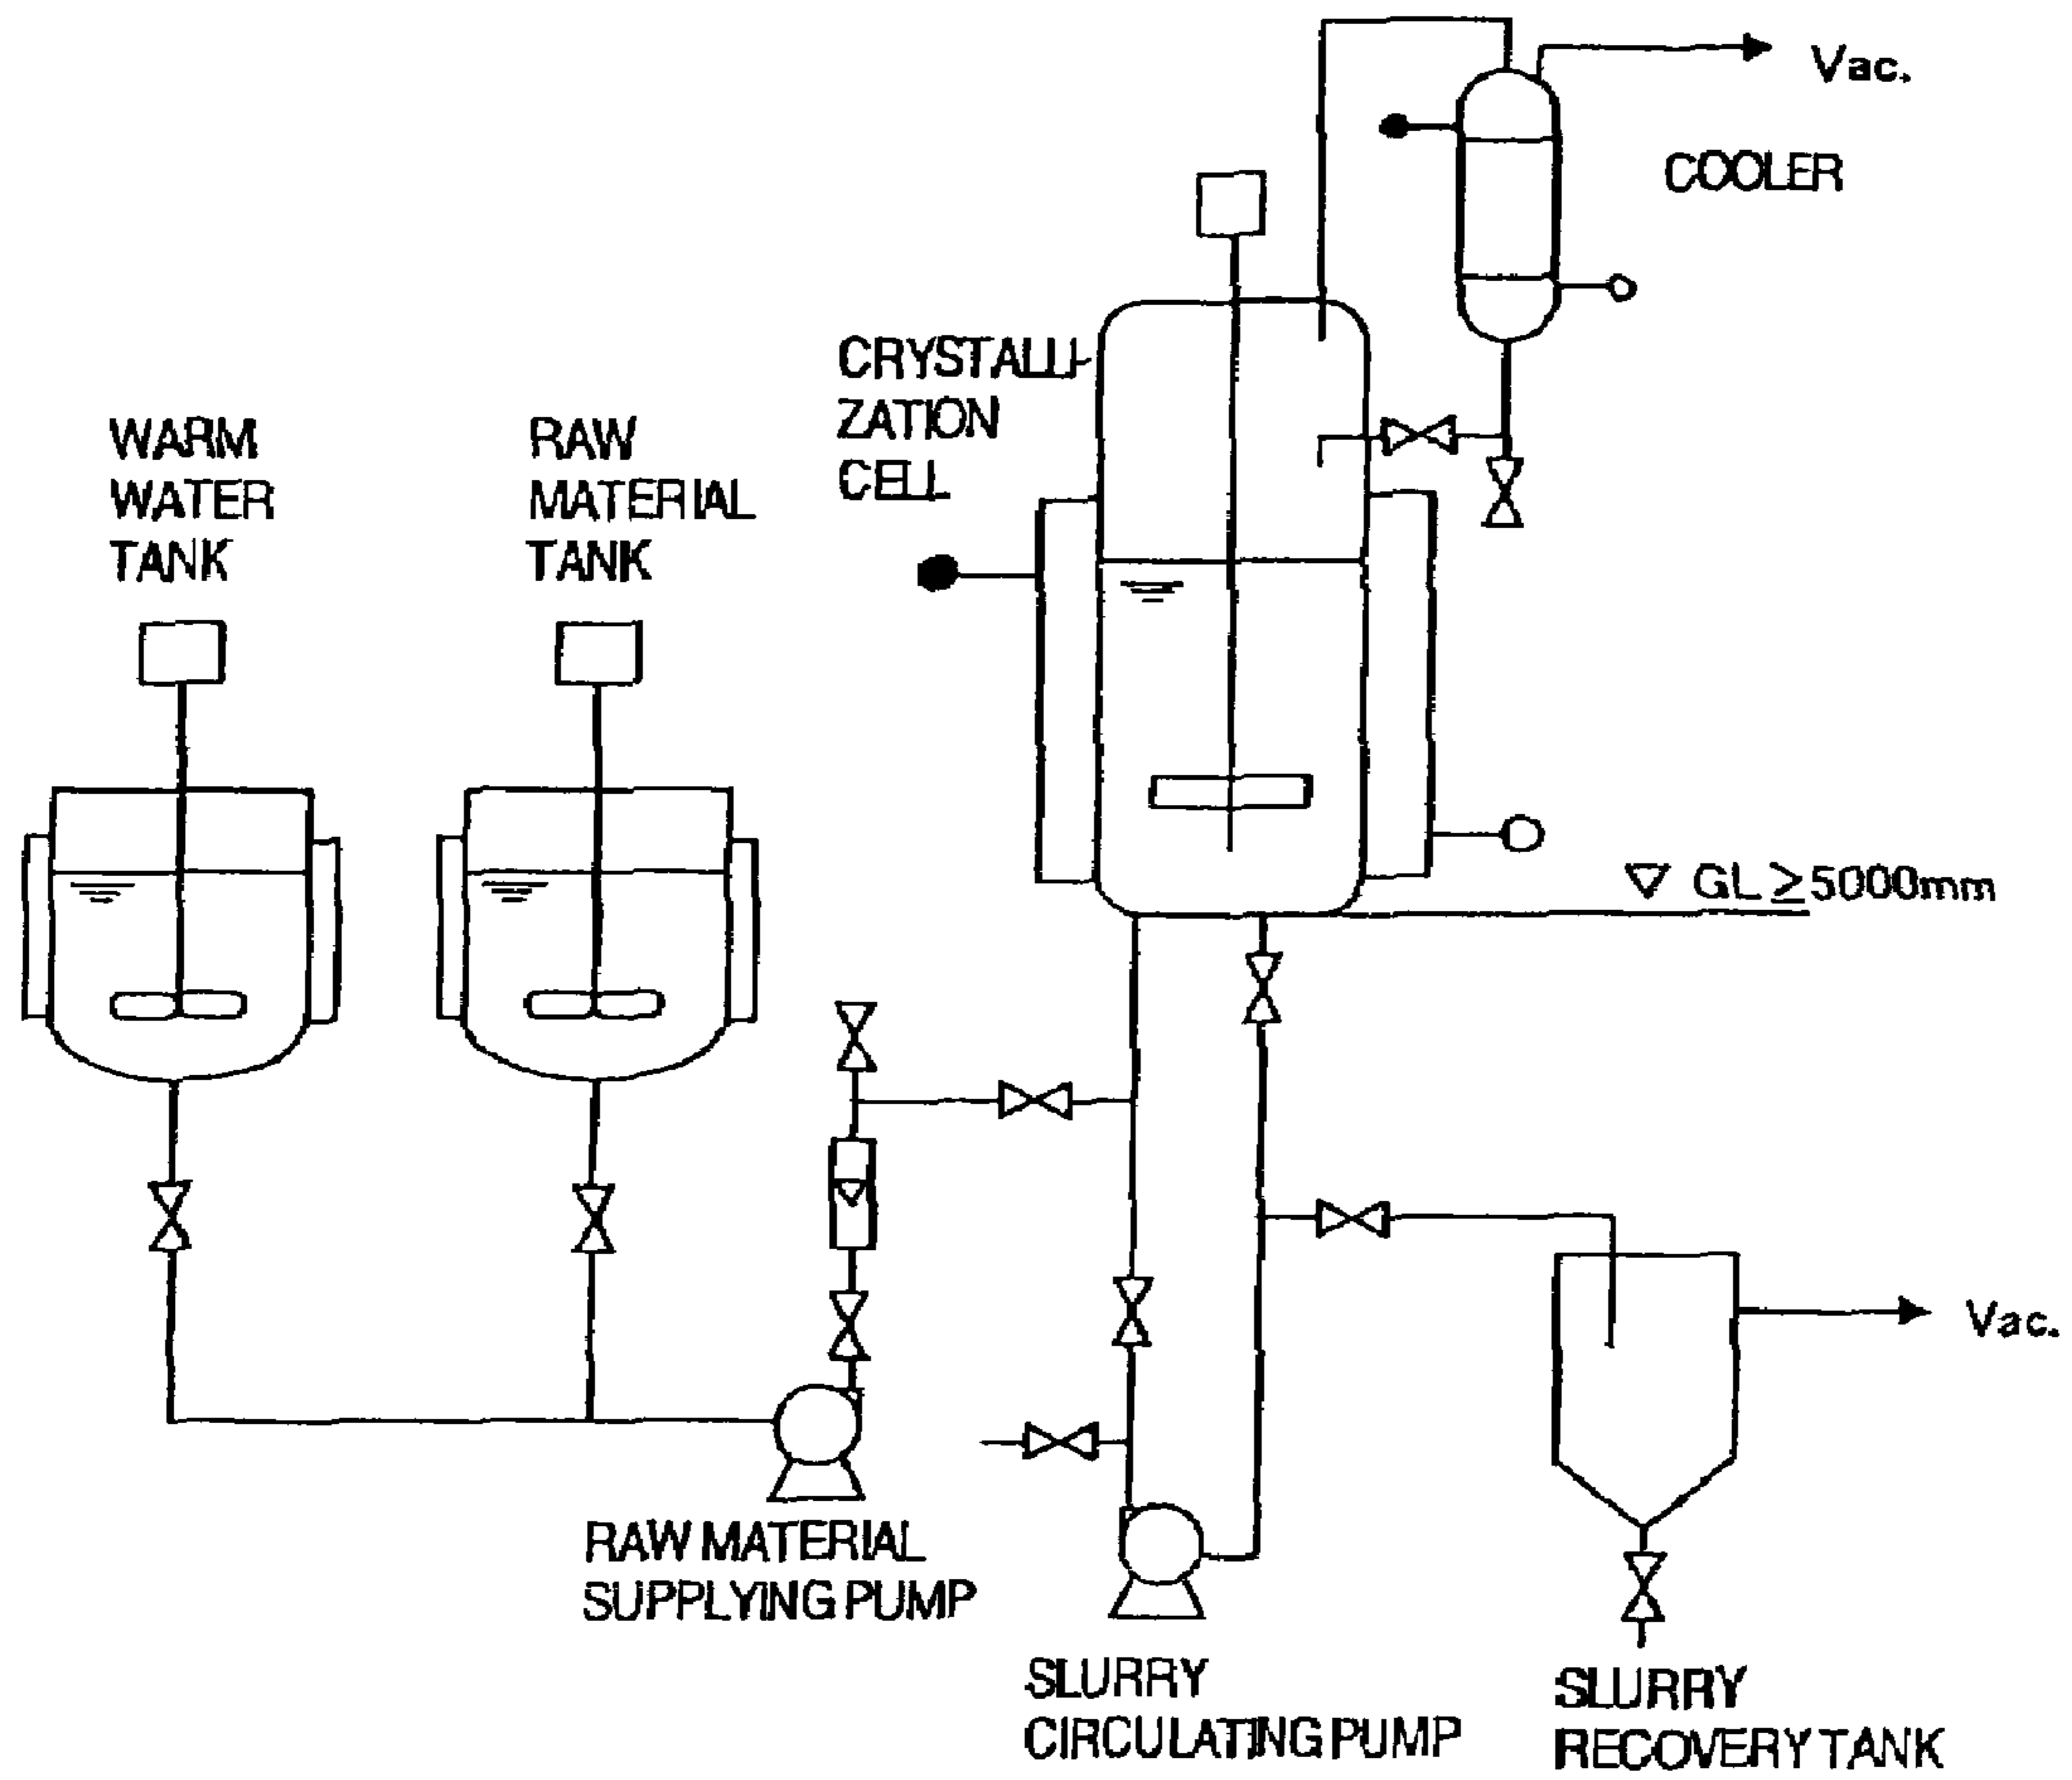 Vac.
COOLER
CRYSTALLI-
ZATION
CELL
WARM
WATER
TANK
RAW
MATERIAL
TANK
▽ GL ≥5000mm
Vac.
RAW MATERIAL
SUPPLYING PUMP
SLURRY
CIRCULATING PUMP
SLURRY
RECOVERY TANK